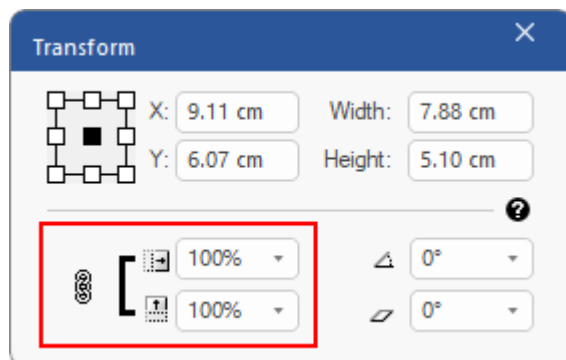 Transform
X: 9.11 cm Width: 7.88 cm
Y: 6.07 cm Height: 5.10 cm
?
100% 0°
100% 0°